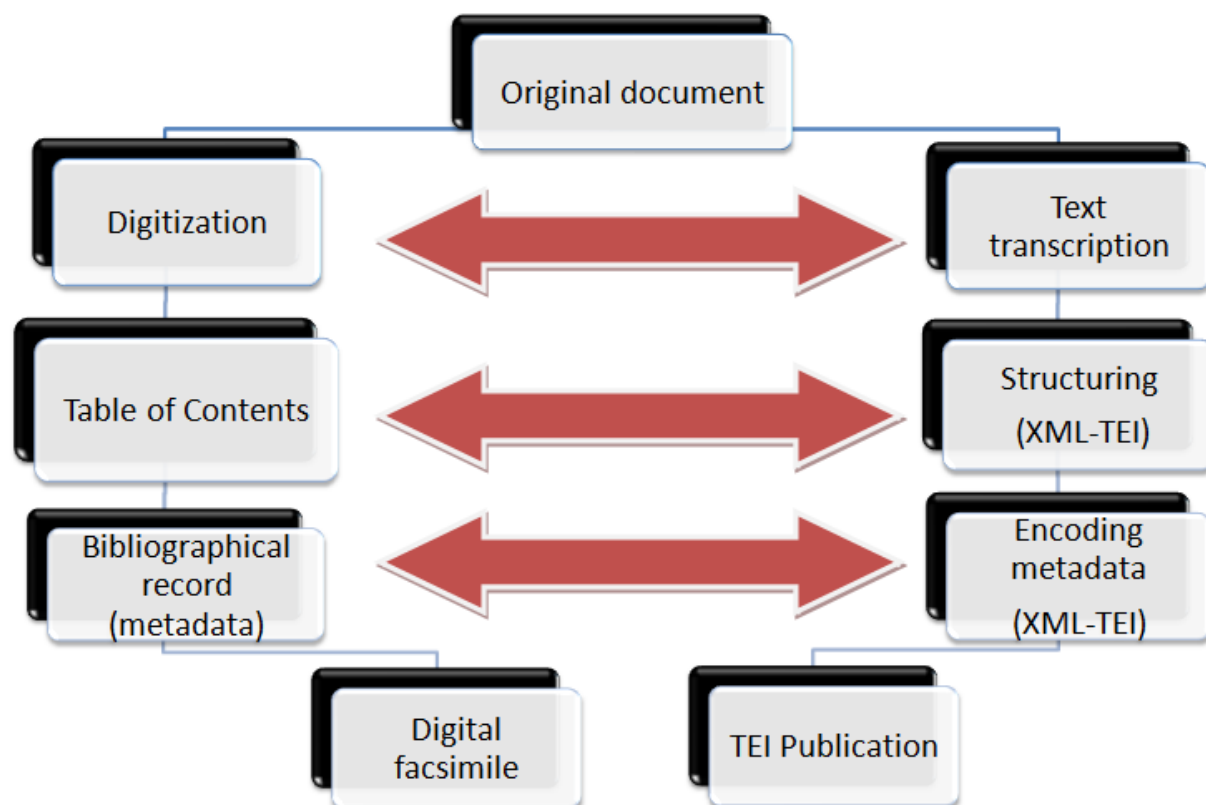 Original document
Digitization
Text
transcription
Table of Contents
Structuring
(XML-TEI)
Bibliographical
record
(metadata)
Encoding
metadata
(XML-TEI)
Digital
facsimile
TEI Publication